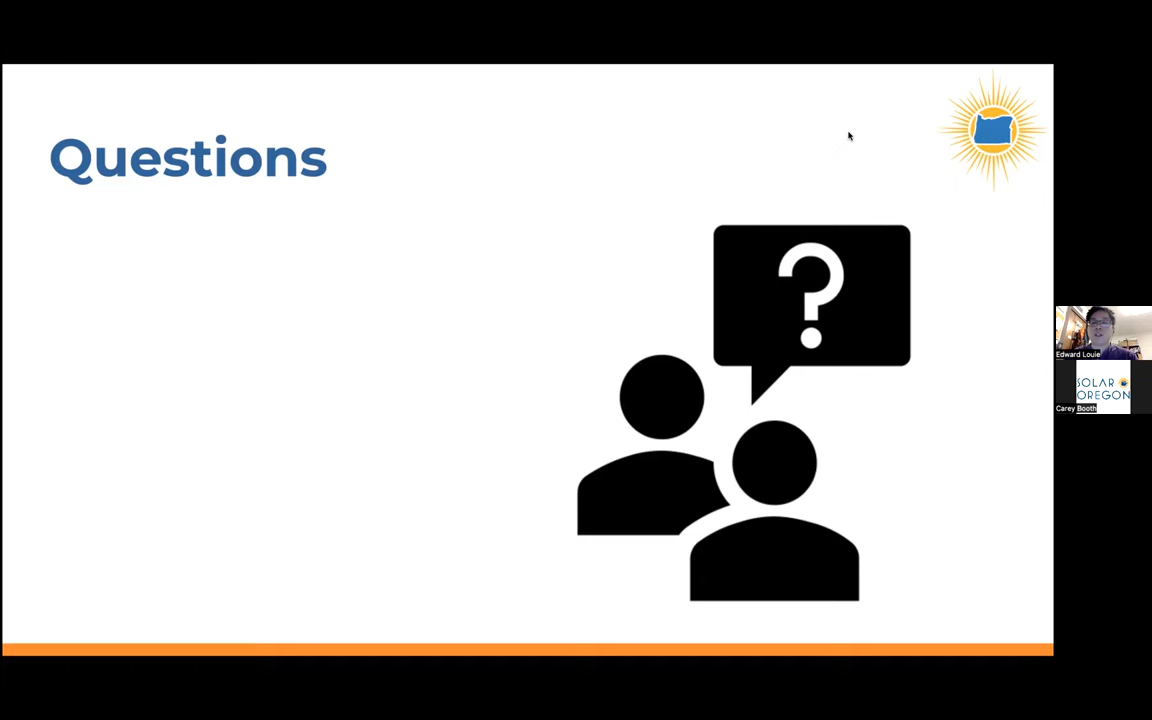 Questions
?
Edward Louie
SOLAR
OREGON
Carey Booth